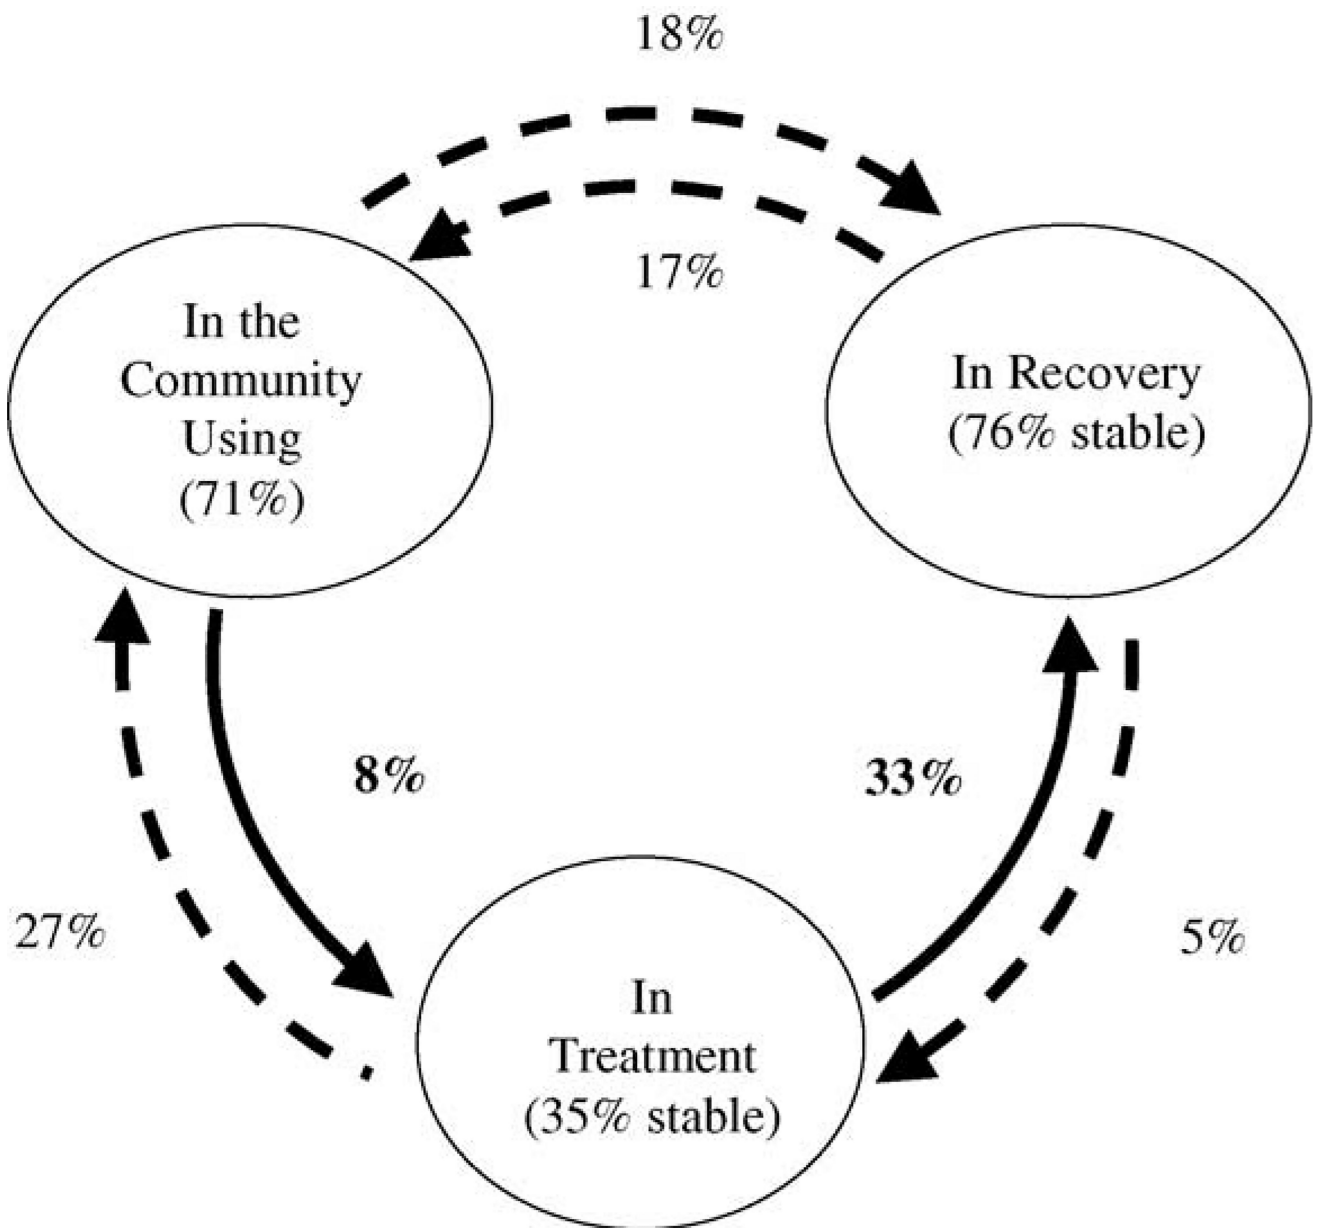 18%
17%
In the
Community
Using
(71%)
In Recovery
(76% stable)
8%
33%
27%
5%
In
Treatment
(35% stable)